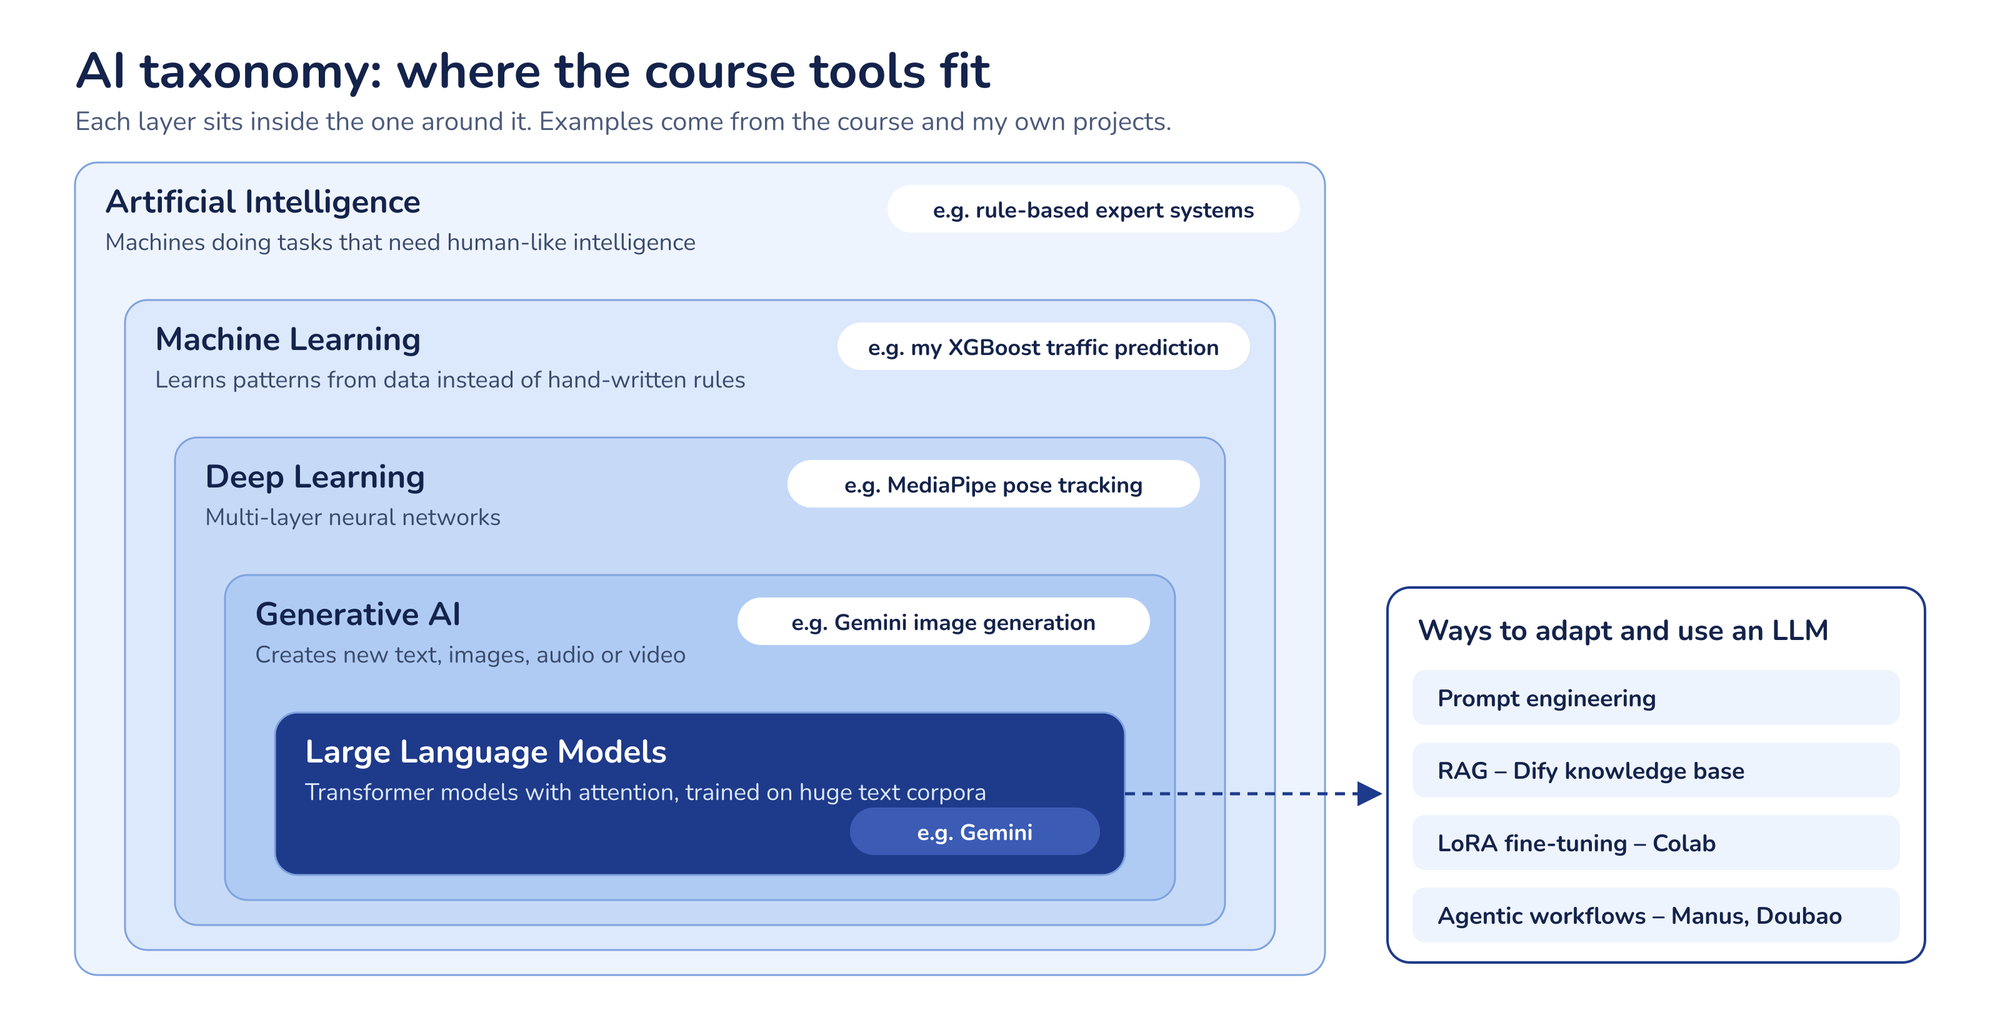 AI taxonomy: where the course tools fit
Each layer sits inside the one around it. Examples come from the course and my own projects.
Artificial Intelligence
e.g. rule-based expert systems
Machines doing tasks that need human-like intelligence
Machine Learning
e.g. my XGBoost traffic prediction
Learns patterns from data instead of hand-written rules
Deep Learning
e.g. MediaPipe pose tracking
Multi-layer neural networks
Generative AI
e.g. Gemini image generation
Creates new text, images, audio or video
Large Language Models
Transformer models with attention, trained on huge text corpora
e.g. Gemini
Ways to adapt and use an LLM
Prompt engineering
RAG – Dify knowledge base
LoRA fine-tuning – Colab
Agentic workflows – Manus, Doubao